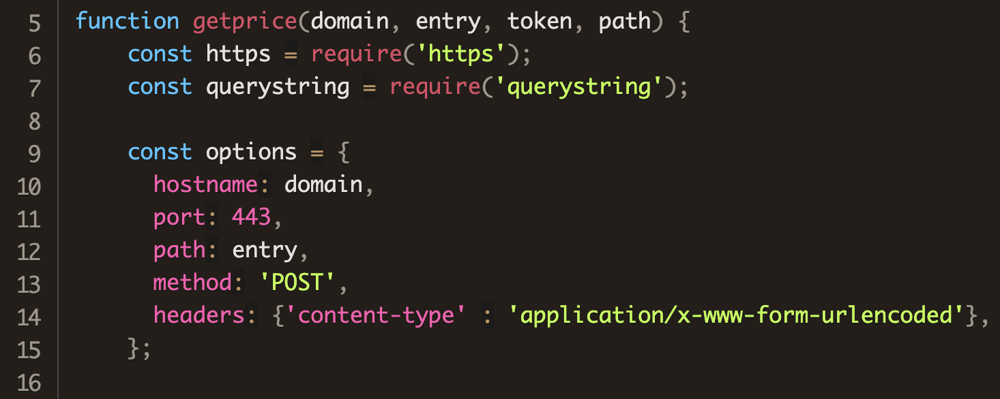 5 function getprice(domain, entry, token, path) {
6     const https = require('https');
7     const querystring = require('querystring');
8
9     const options = {
10      hostname: domain,
11      port: 443,
12      path: entry,
13      method: 'POST',
14      headers: {'content-type' : 'application/x-www-form-urlencoded'},
15    };
16